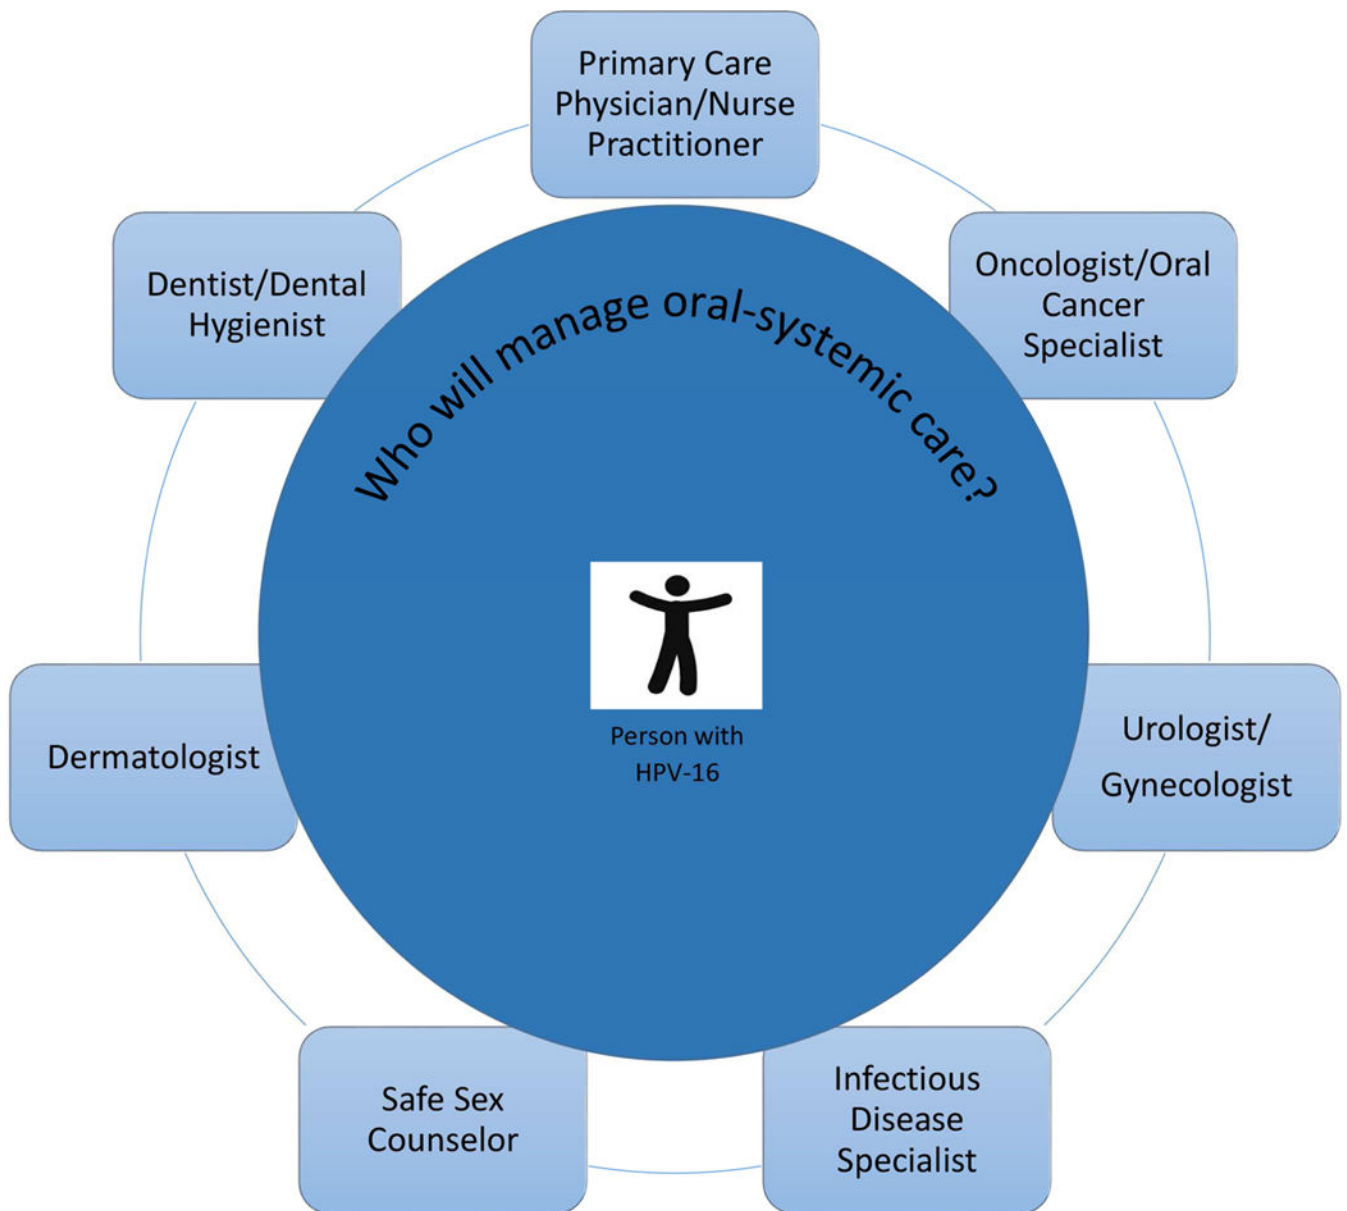 Primary Care
Physician/Nurse
Practitioner
Dentist/Dental
Hygienist
Oncologist/Oral
Cancer
Specialist
Who will manage oral-systemic care?
Person with
HPV-16
Dermatologist
Urologist/
Gynecologist
Safe Sex
Counselor
Infectious
Disease
Specialist